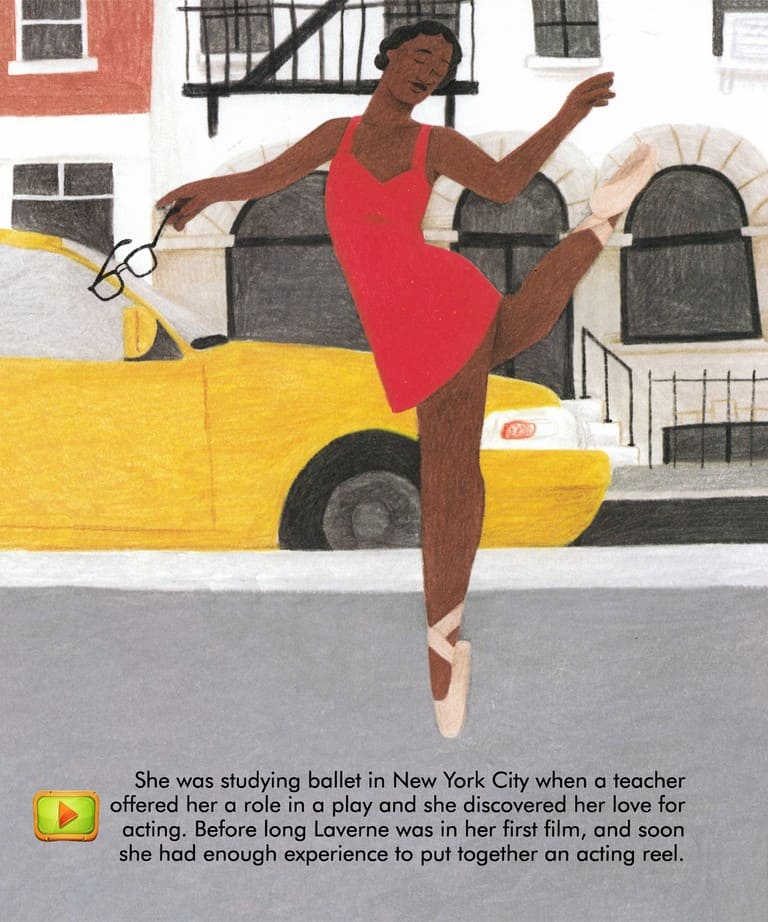 She was studying ballet in New York City when a teacher
offered her a role in a play and she discovered her love for
acting. Before long Laverne was in her first film, and soon
she had enough experience to put together an acting reel.